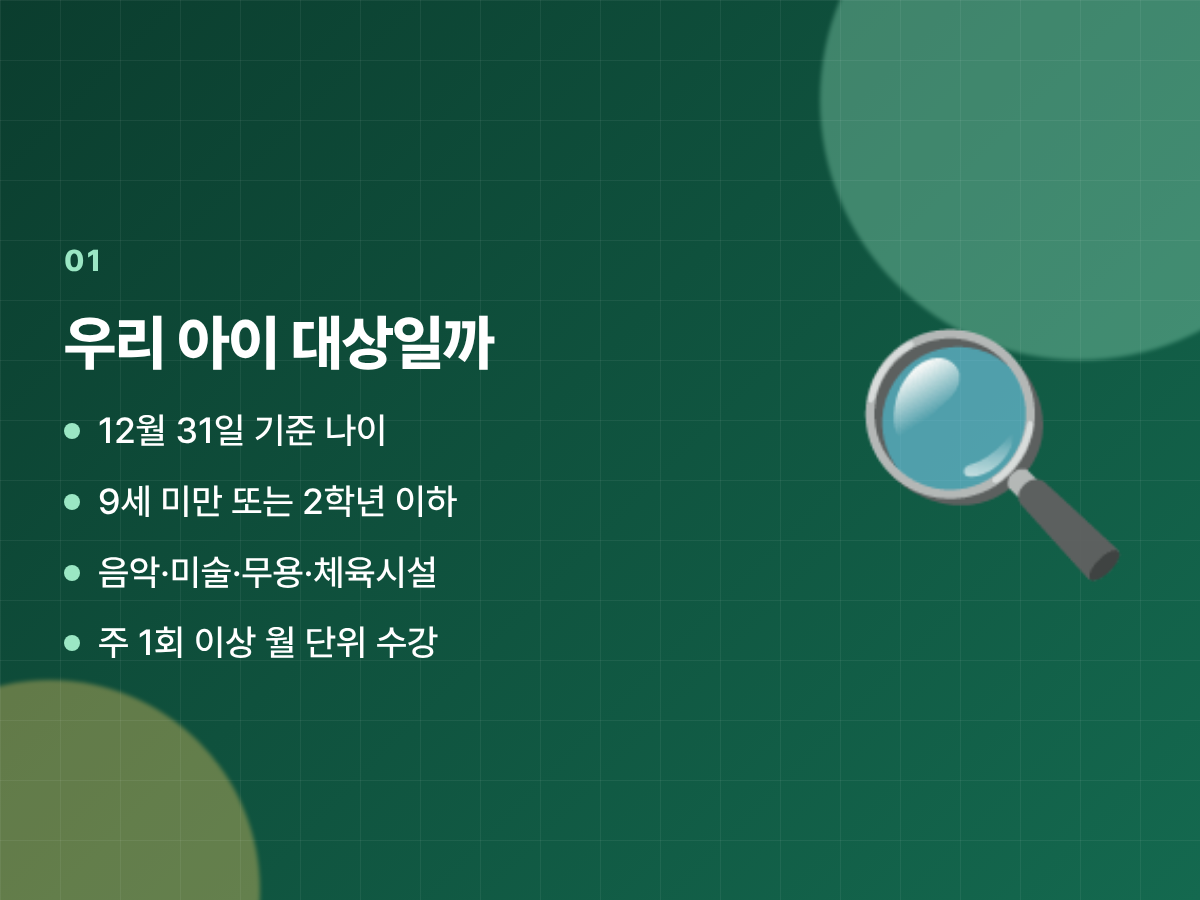 01
우리 아이 대상일까
12월 31일 기준 나이
9세 미만 또는 2학년 이하
음악·미술·무용·체육시설
주 1회 이상 월 단위 수강